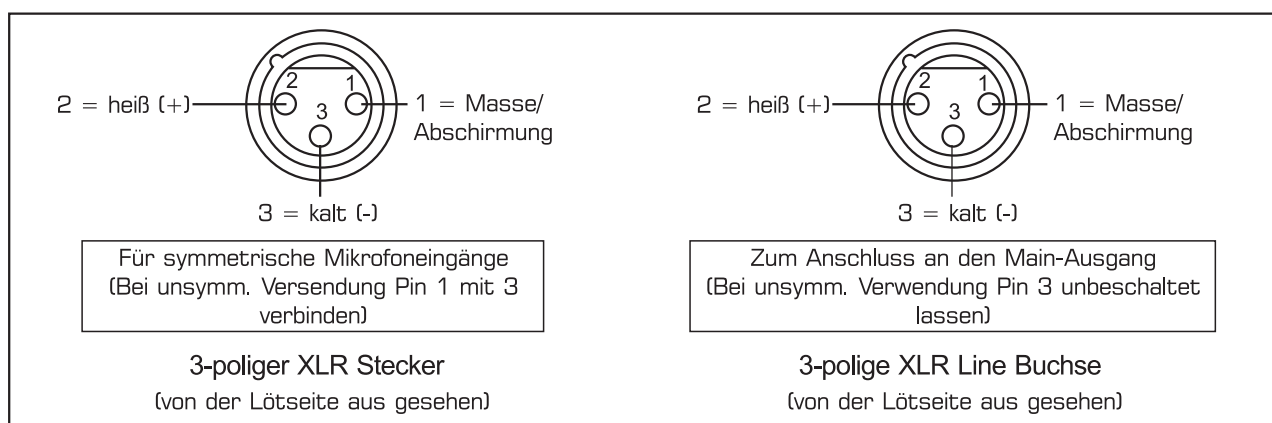 2 1
3
2 = heiß (+)
1 = Masse/
Abschirmung
3 = kalt (-)
Für symmetrische Mikrofoneingänge
(Bei unsymm. Versendung Pin 1 mit 3
verbinden)
3-poliger XLR Stecker
(von der Lötseite aus gesehen)
2 1
3
2 = heiß (+)
1 = Masse/
Abschirmung
3 = kalt (-)
Zum Anschluss an den Main-Ausgang
(Bei unsymm. Verwendung Pin 3 unbeschaltet
lassen)
3-polige XLR Line Buchse
(von der Lötseite aus gesehen)